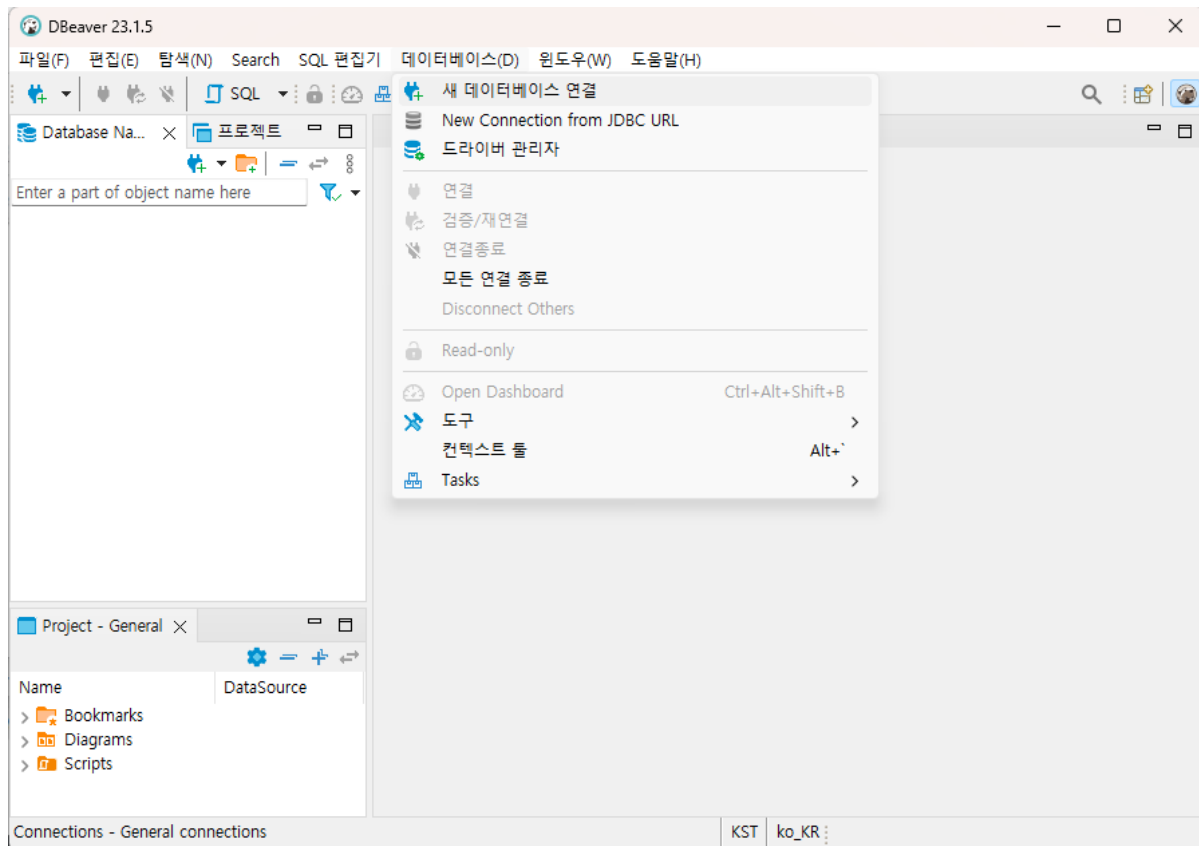 DBeaver 23.1.5
파일(F) 편집(E) 탐색(N) Search SQL 편집기 데이터베이스(D) 윈도우(W) 도움말(H)
SQL
새 데이터베이스 연결
New Connection from JDBC URL
드라이버 관리자
연결
검증/재연결
연결종료
모든 연결 종료
Disconnect Others
Read-only
Open Dashboard Ctrl+Alt+Shift+B
도구
컨텍스트 툴 Alt+`
Tasks
Database Na... 프로젝트
Enter a part of object name here
Project - General
Name DataSource
Bookmarks
Diagrams
Scripts
Connections - General connections KST ko_KR